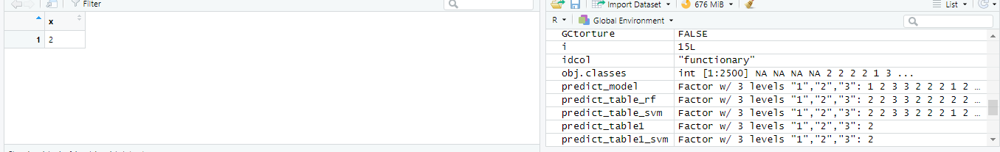 Filter
x
1 2
Import Dataset 676 MiB List
R Global Environment
GCtorture FALSE
i 15L
idcol "functionary"
obj.classes int [1:2500] NA NA NA NA 2 2 2 2 1 3 ...
predict_model Factor w/ 3 levels "1","2","3": 1 2 3 3 2 2 2 1 2 …
predict_table_rf Factor w/ 3 levels "1","2","3": 2 2 3 3 2 2 2 2 2 …
predict_table_svm Factor w/ 3 levels "1","2","3": 2 2 3 3 2 2 2 1 2 …
predict_table1 Factor w/ 3 levels "1","2","3": 2
predict_table1_svm Factor w/ 3 levels "1","2","3": 2